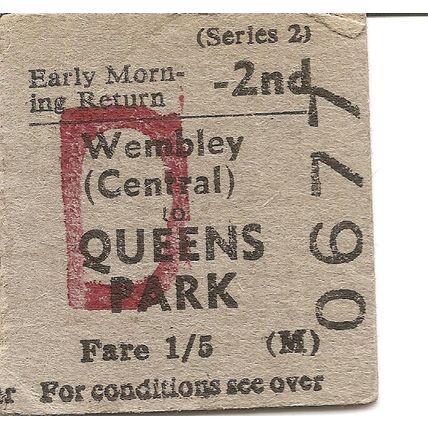 (Series 2)
Early Morn-
ing Return
-2nd
Wembley
(Central)
to
QUEENS
PARK
Fare 1/5 (M)
er For conditions see over
0677